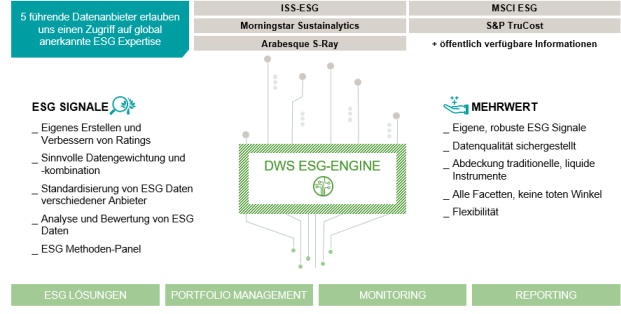 5 führende Datenanbieter erlauben
uns einen Zugriff auf global
anerkannte ESG Expertise
ISS-ESG
MSCI ESG
Morningstar Sustainalytics
S&P TruCost
Arabesque S-Ray
+ öffentlich verfügbare Informationen
ESG SIGNALE
_ Eigenes Erstellen und
Verbessern von Ratings
_ Sinnvolle Datengewichtung und
-kombination
_ Standardisierung von ESG Daten
verschiedener Anbieter
_ Analyse und Bewertung von ESG
Daten
_ ESG Methoden-Panel
DWS ESG-ENGINE
MEHRWERT
_ Eigene, robuste ESG Signale
_ Datenqualität sichergestellt
_ Abdeckung traditionelle, liquide
Instrumente
_ Alle Facetten, keine toten Winkel
_ Flexibilität
ESG LÖSUNGEN
PORTFOLIO MANAGEMENT
MONITORING
REPORTING